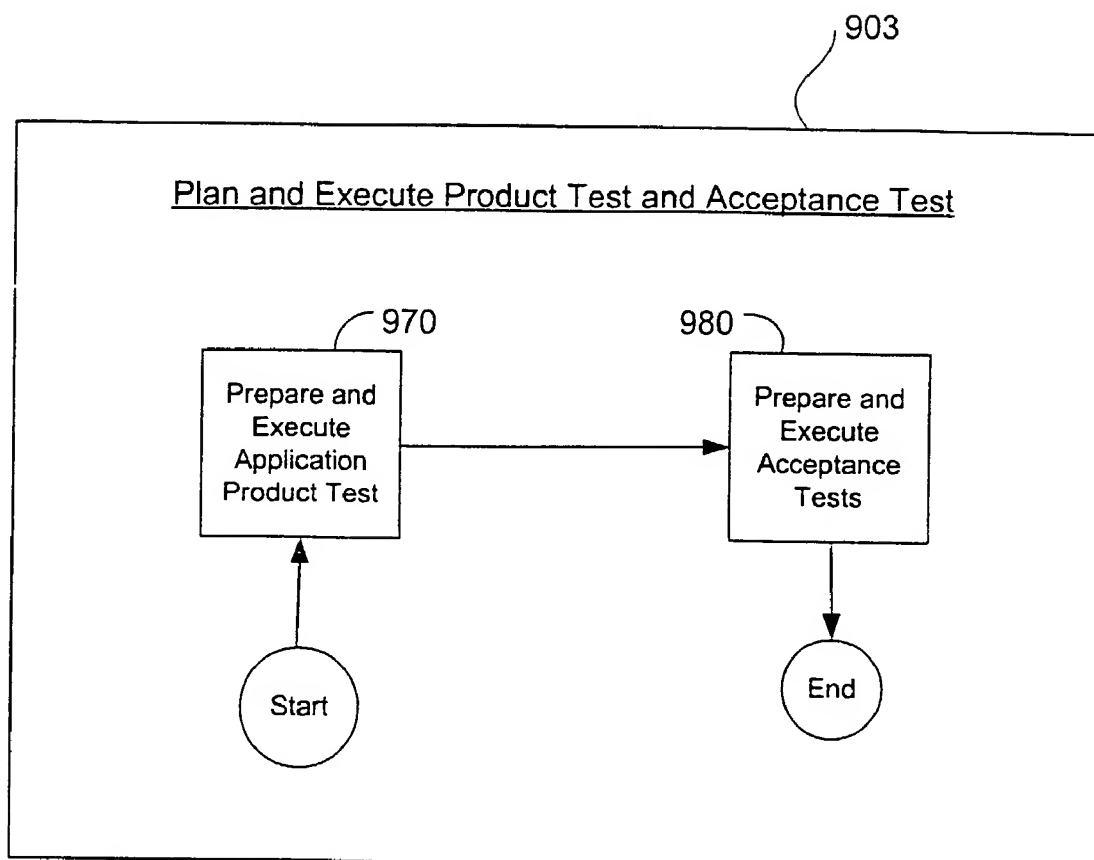 903
Plan and Execute Product Test and Acceptance Test
970
980
Prepare and
Execute
Application
Product Test
Prepare and
Execute
Acceptance
Tests
Start
End